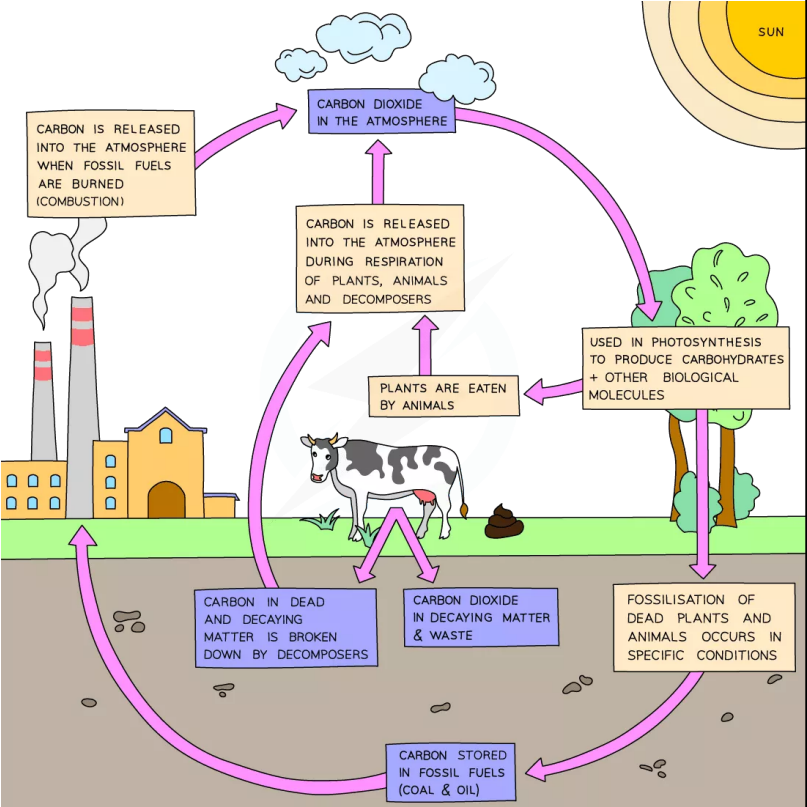 SUN
CARBON DIOXIDE
IN THE ATMOSPHERE
CARBON IS RELEASED
INTO THE ATMOSPHERE
WHEN FOSSIL FUELS
ARE BURNED
(COMBUSTION)
CARBON IS RELEASED
INTO THE ATMOSPHERE
DURING RESPIRATION
OF PLANTS, ANIMALS
AND DECOMPOSERS
USED IN PHOTOSYNTHESIS
TO PRODUCE CARBOHYDRATES
+ OTHER BIOLOGICAL
MOLECULES
PLANTS ARE EATEN
BY ANIMALS
CARBON IN DEAD
AND DECAYING
MATTER IS BROKEN
DOWN BY DECOMPOSERS
CARBON DIOXIDE
IN DECAYING MATTER
& WASTE
FOSSILISATION OF
DEAD PLANTS AND
ANIMALS OCCURS IN
SPECIFIC CONDITIONS
CARBON STORED
IN FOSSIL FUELS
(COAL & OIL)